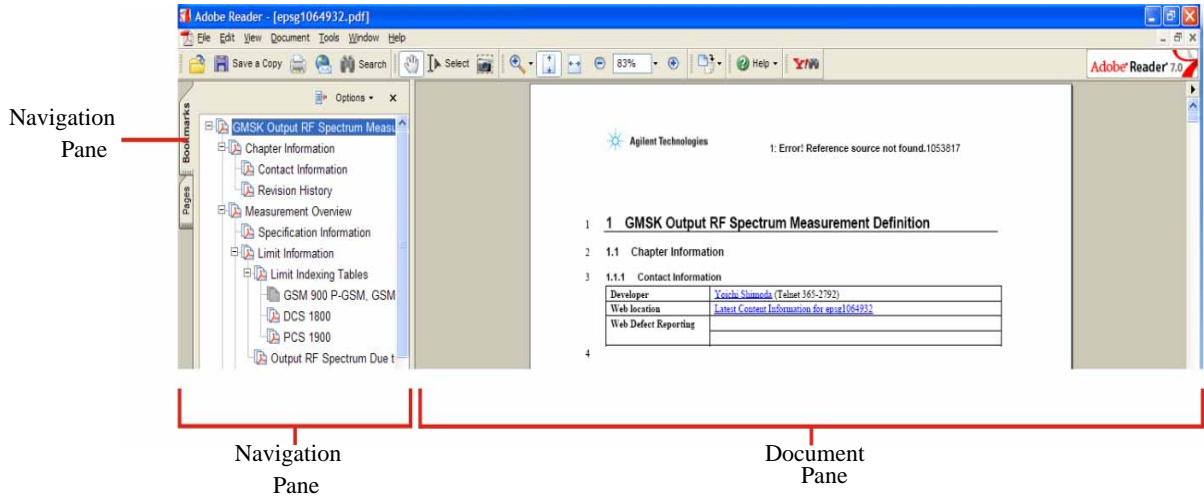 Adobe Reader - [epsg1064932.pdf]
File Edit View Document Tools Window Help
Save a Copy Search Select 83% Help Y!
Adobe Reader 7.0
Options x
Navigation
Pane
Bookmarks
Pages
GMSK Output RF Spectrum Measu
Chapter Information
Contact Information
Revision History
Measurement Overview
Specification Information
Limit Information
Limit Indexing Tables
GSM 900 P-GSM, GSM
DCS 1800
PCS 1900
Output RF Spectrum Due t
Agilent Technologies
1: Error! Reference source not found.1053817
1 1 GMSK Output RF Spectrum Measurement Definition
2 1.1 Chapter Information
3 1.1.1 Contact Information
Developer Yoichi Shimoda (Telnet 365-2792)
Web location Latest Content Information for epsg1064932
Web Defect Reporting
4
Navigation
Pane
Document
Pane